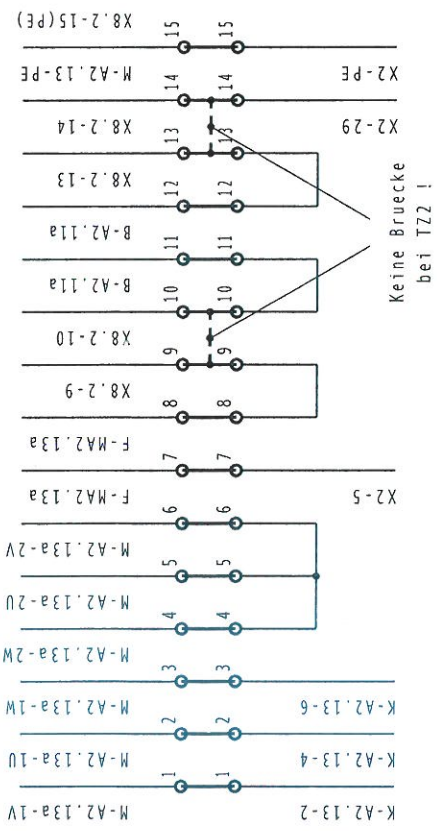 X8.2-15(PE)
15 15
M-A2.13-PE X2-PE
14 14
X8.2-14 X2-29
13 13
X8.2-13
12 12
B-A2.11a
11 11
B-A2.11a
10 10
X8.2-10
9 9
X8.2-9
8 8
F-MA2.13a
7 7
F-MA2.13a X2-5
6 6
M-A2.13a-2V
5 5
M-A2.13a-2U
4 4
M-A2.13a-2W
3 3
M-A2.13a-1W K-A2.13-6
2 2
M-A2.13a-1U K-A2.13-4
1 1
M-A2.13a-1V K-A2.13-2
Keine Bruecke
bei TZ2 !